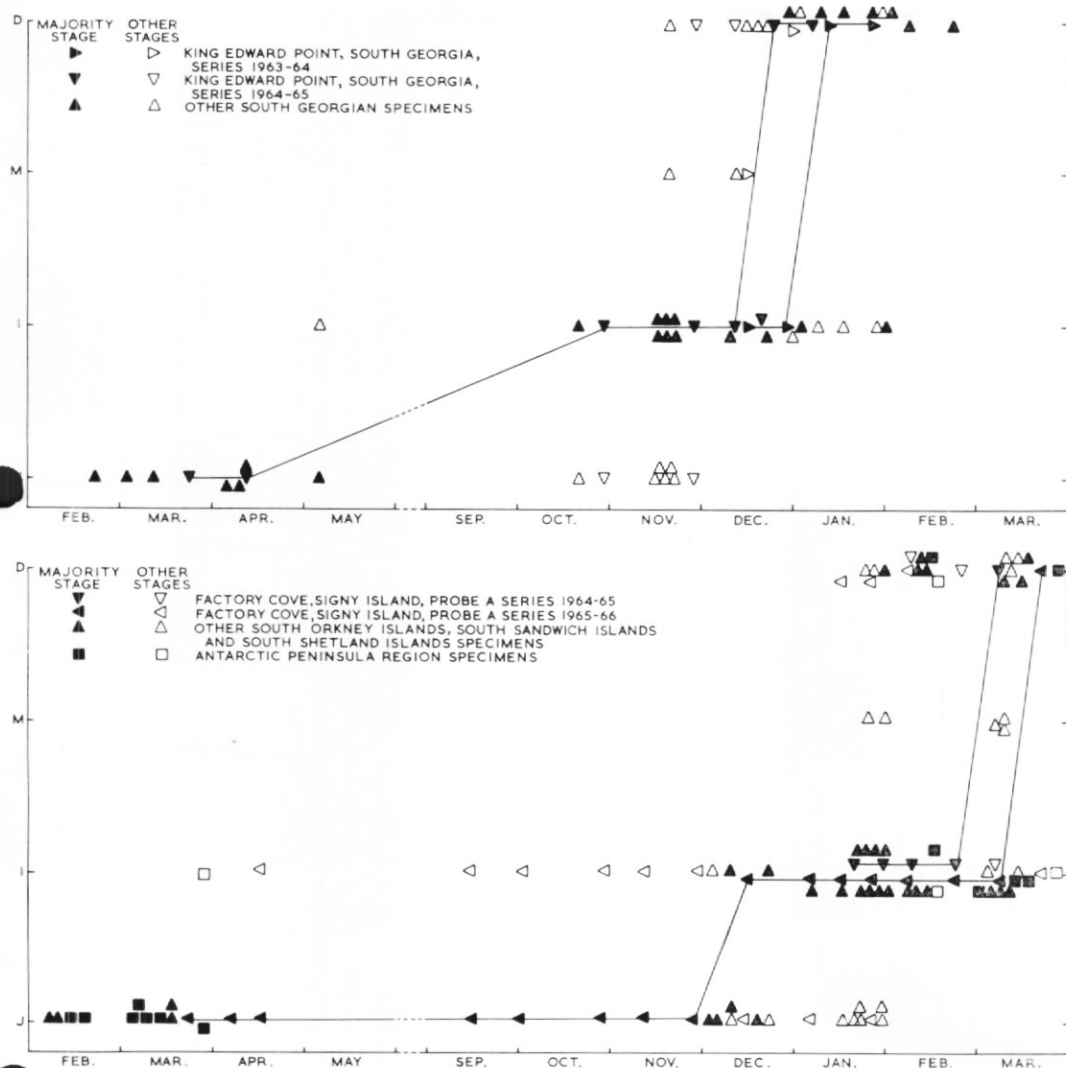 D
MAJORITY STAGE OTHER STAGES
KING EDWARD POINT, SOUTH GEORGIA,
SERIES 1963-64
KING EDWARD POINT, SOUTH GEORGIA,
SERIES 1964-65
OTHER SOUTH GEORGIAN SPECIMENS
M
I
FEB. MAR. APR. MAY SEP. OCT. NOV. DEC. JAN. FEB. MAR.
D
MAJORITY STAGE OTHER STAGES
FACTORY COVE, SIGNY ISLAND, PROBE A SERIES 1964-65
FACTORY COVE, SIGNY ISLAND, PROBE A SERIES 1965-66
OTHER SOUTH ORKNEY ISLANDS, SOUTH SANDWICH ISLANDS
AND SOUTH SHETLAND ISLANDS SPECIMENS
ANTARCTIC PENINSULA REGION SPECIMENS
M
I
J
FEB. MAR. APR. MAY SEP. OCT. NOV. DEC. JAN. FEB. MAR.